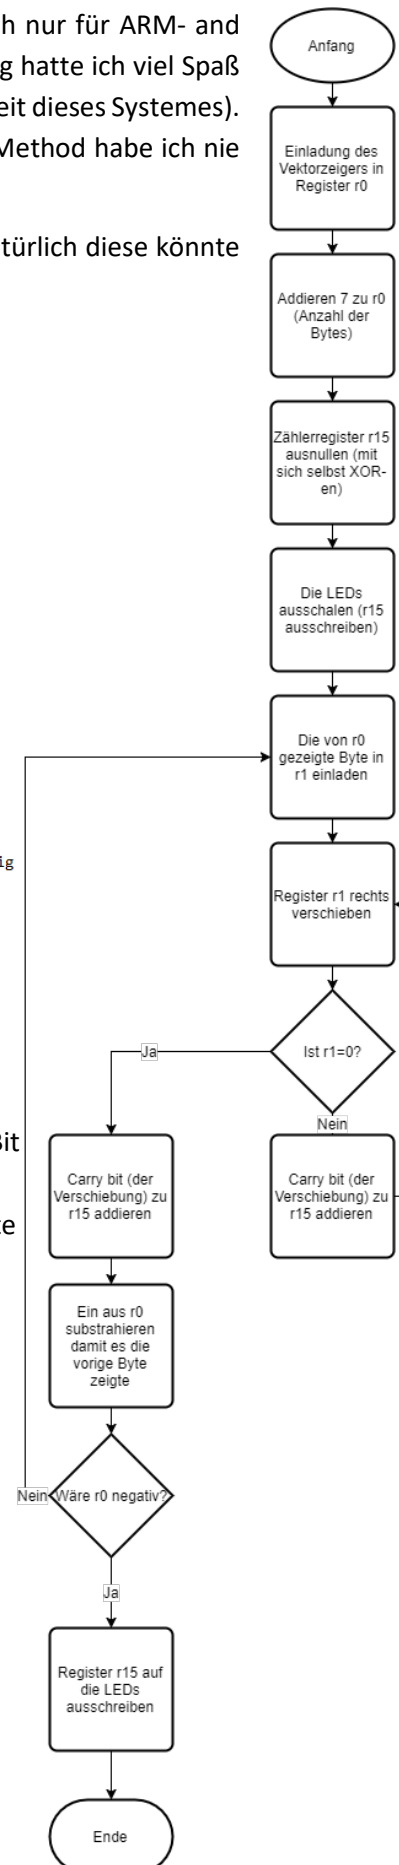 h nur für ARM- and
g hatte ich viel Spaß
eit dieses Systemes).
Method habe ich nie
türlich diese könnte
ig
Bit
te
Anfang
Einladung des
Vektorzeigers in
Register r0
Addieren 7 zu r0
(Anzahl der
Bytes)
Zählerregister r15
ausnullen (mit
sich selbst XOR-
en)
Die LEDs
ausschalen (r15
ausschreiben)
Die von r0
gezeigte Byte in
r1 einladen
Register r1 rechts
verschieben
Ist r1=0?
Ja
Nein
Carry bit (der
Verschiebung) zu
r15 addieren
Carry bit (der
Verschiebung) zu
r15 addieren
Ein aus r0
substrahieren
damit es die
vorige Byte
zeigte
Wäre r0 negativ?
Nein
Ja
Register r15 auf
die LEDs
ausschreiben
Ende